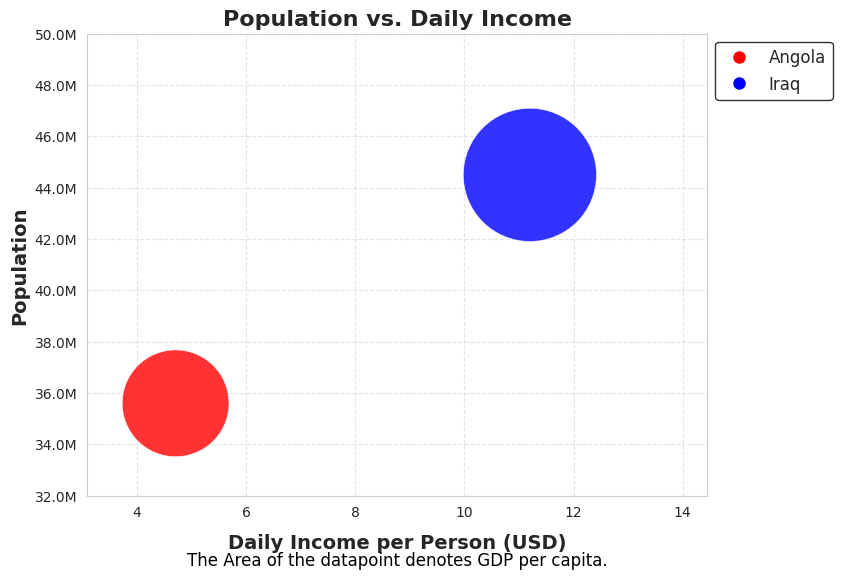 Population vs. Daily Income
50.0M
48.0M
46.0M
44.0M
42.0M
40.0M
38.0M
36.0M
34.0M
32.0M
Population
4 6 8 10 12 14
Daily Income per Person (USD)
The Area of the datapoint denotes GDP per capita.
Angola
Iraq